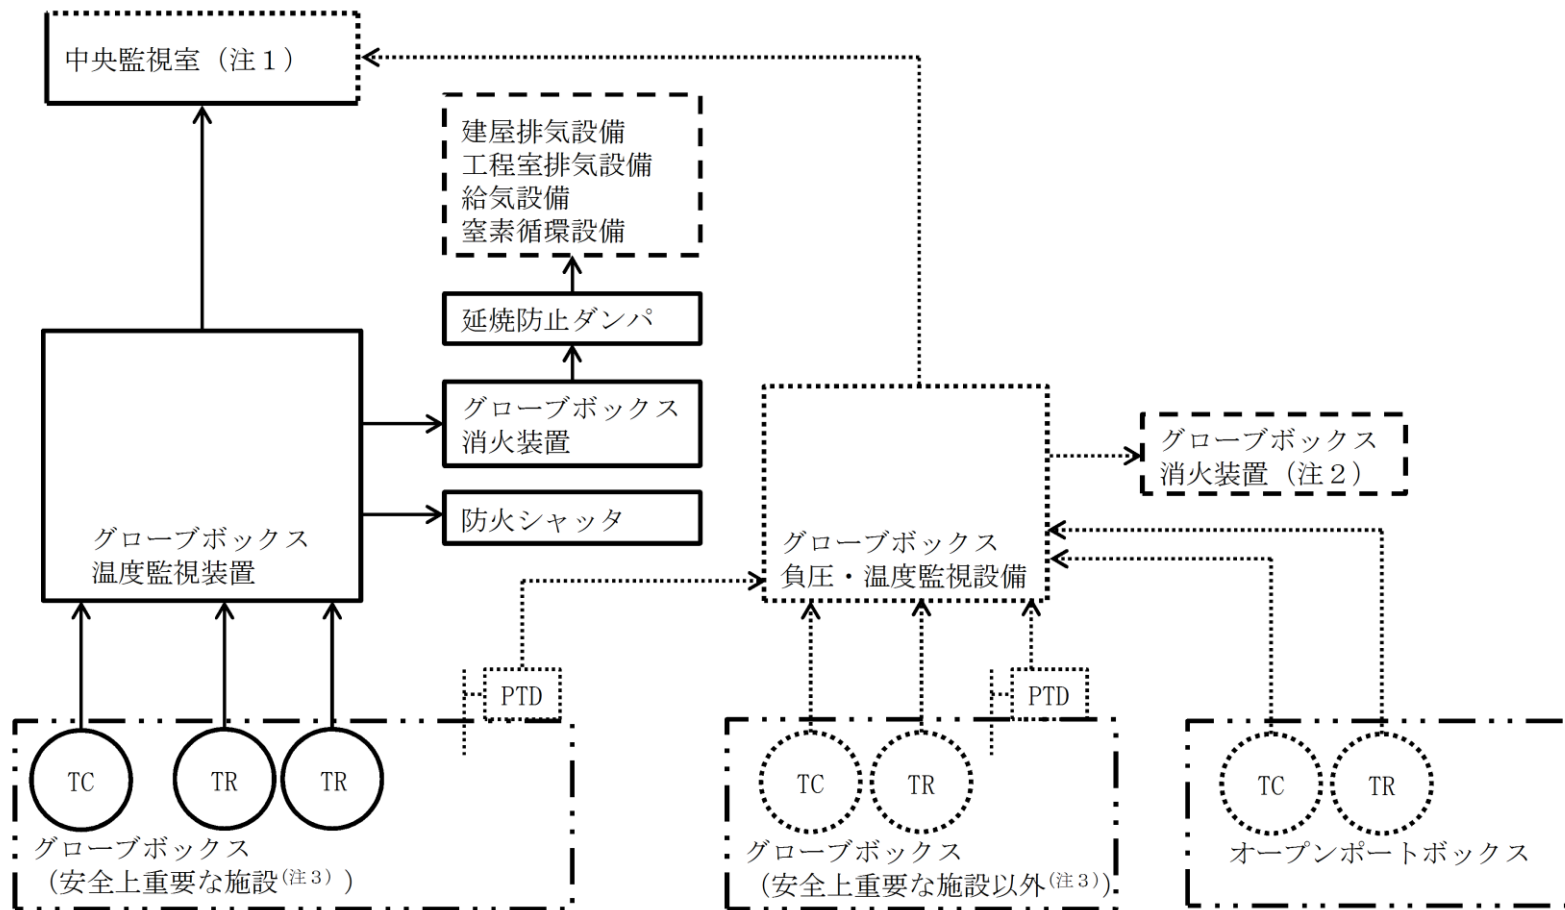 中央監視室（注１）
建屋排気設備
工程室排気設備
給気設備
窒素循環設備
延焼防止ダンパ
グローブボックス
消火装置
防火シャッタ
グローブボックス
温度監視装置
グローブボックス
負圧・温度監視設備
グローブボックス
消火装置（注２）
PTD
PTD
TC
TR
TR
グローブボックス
（安全上重要な施設(注３)）
TC
TR
グローブボックス
（安全上重要な施設以外(注３)）
TC
TR
オープンポートボックス